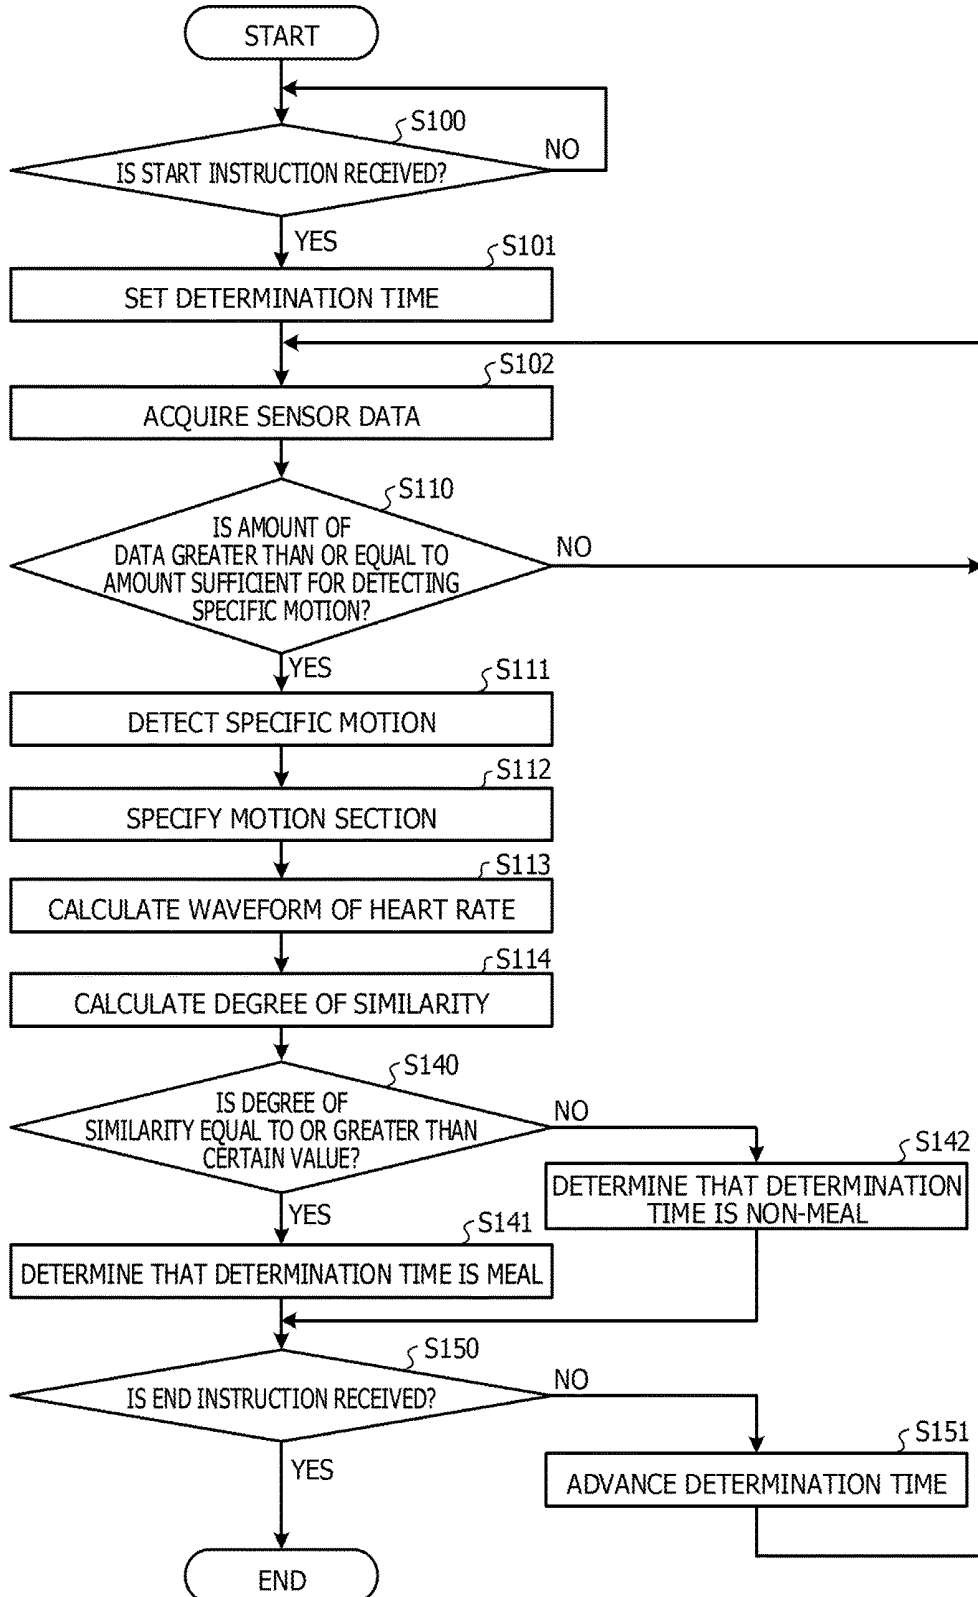 START
S100
IS START INSTRUCTION RECEIVED?
NO
YES
S101
SET DETERMINATION TIME
S102
ACQUIRE SENSOR DATA
S110
IS AMOUNT OF
DATA GREATER THAN OR EQUAL TO
AMOUNT SUFFICIENT FOR DETECTING
SPECIFIC MOTION?
NO
YES
S111
DETECT SPECIFIC MOTION
S112
SPECIFY MOTION SECTION
S113
CALCULATE WAVEFORM OF HEART RATE
S114
CALCULATE DEGREE OF SIMILARITY
S140
IS DEGREE OF
SIMILARITY EQUAL TO OR GREATER THAN
CERTAIN VALUE?
NO
S142
DETERMINE THAT DETERMINATION
TIME IS NON-MEAL
YES
S141
DETERMINE THAT DETERMINATION TIME IS MEAL
S150
IS END INSTRUCTION RECEIVED?
NO
S151
ADVANCE DETERMINATION TIME
YES
END